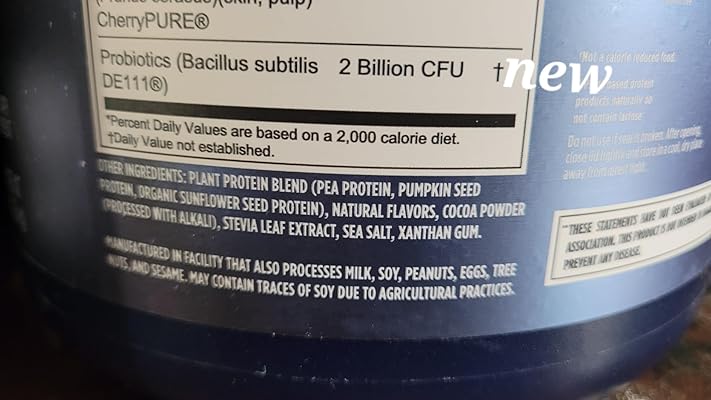 CherryPURE®
Probiotics (Bacillus subtilis 2 Billion CFU †
DE111®)
*Percent Daily Values are based on a 2,000 calorie diet.
†Daily Value not established.
OTHER INGREDIENTS: PLANT PROTEIN BLEND (PEA PROTEIN, PUMPKIN SEED
PROTEIN, ORGANIC SUNFLOWER SEED PROTEIN), NATURAL FLAVORS, COCOA POWDER
(PROCESSED WITH ALKALI), STEVIA LEAF EXTRACT, SEA SALT, XANTHAN GUM.
MANUFACTURED IN FACILITY THAT ALSO PROCESSES MILK, SOY, PEANUTS, EGGS, TREE
NUTS, AND SESAME. MAY CONTAIN TRACES OF SOY DUE TO AGRICULTURAL PRACTICES.
new
*Not a calorie reduced food.
based protein
products naturally do
not contain lactose.
Do not use if seal is broken. After opening,
close lid tightly and store in a cool, dry place
away from direct light.
*THESE STATEMENTS HAVE NOT BEEN
ASSOCIATION. THIS PRODUCT IS NOT INTENDED
PREVENT ANY DISEASE.